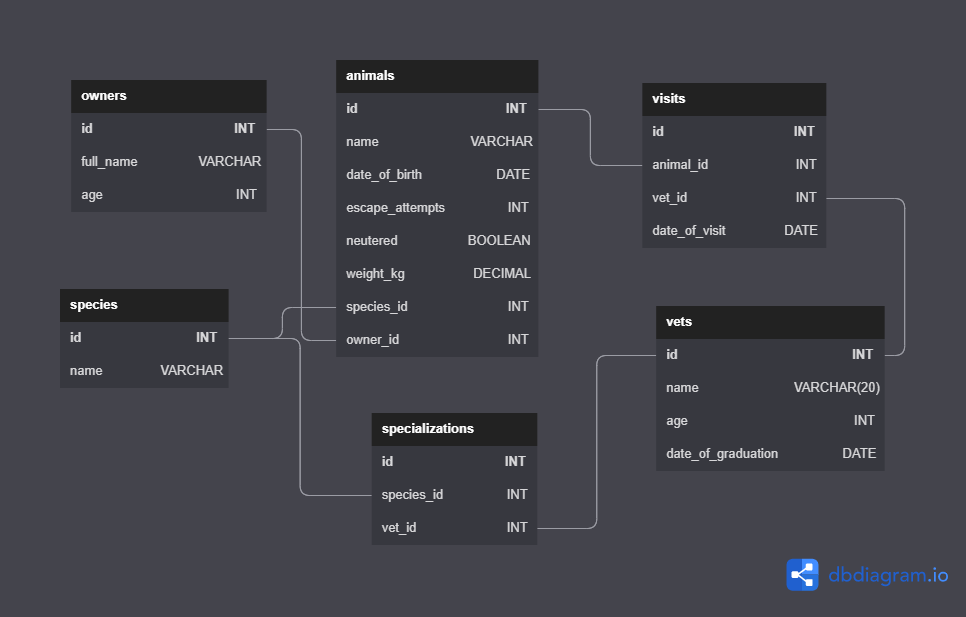 owners
id INT
full_name VARCHAR
age INT
animals
id INT
name VARCHAR
date_of_birth DATE
escape_attempts INT
neutered BOOLEAN
weight_kg DECIMAL
species_id INT
owner_id INT
visits
id INT
animal_id INT
vet_id INT
date_of_visit DATE
species
id INT
name VARCHAR
vets
id INT
name VARCHAR(20)
age INT
date_of_graduation DATE
specializations
id INT
species_id INT
vet_id INT
dbdiagram.io